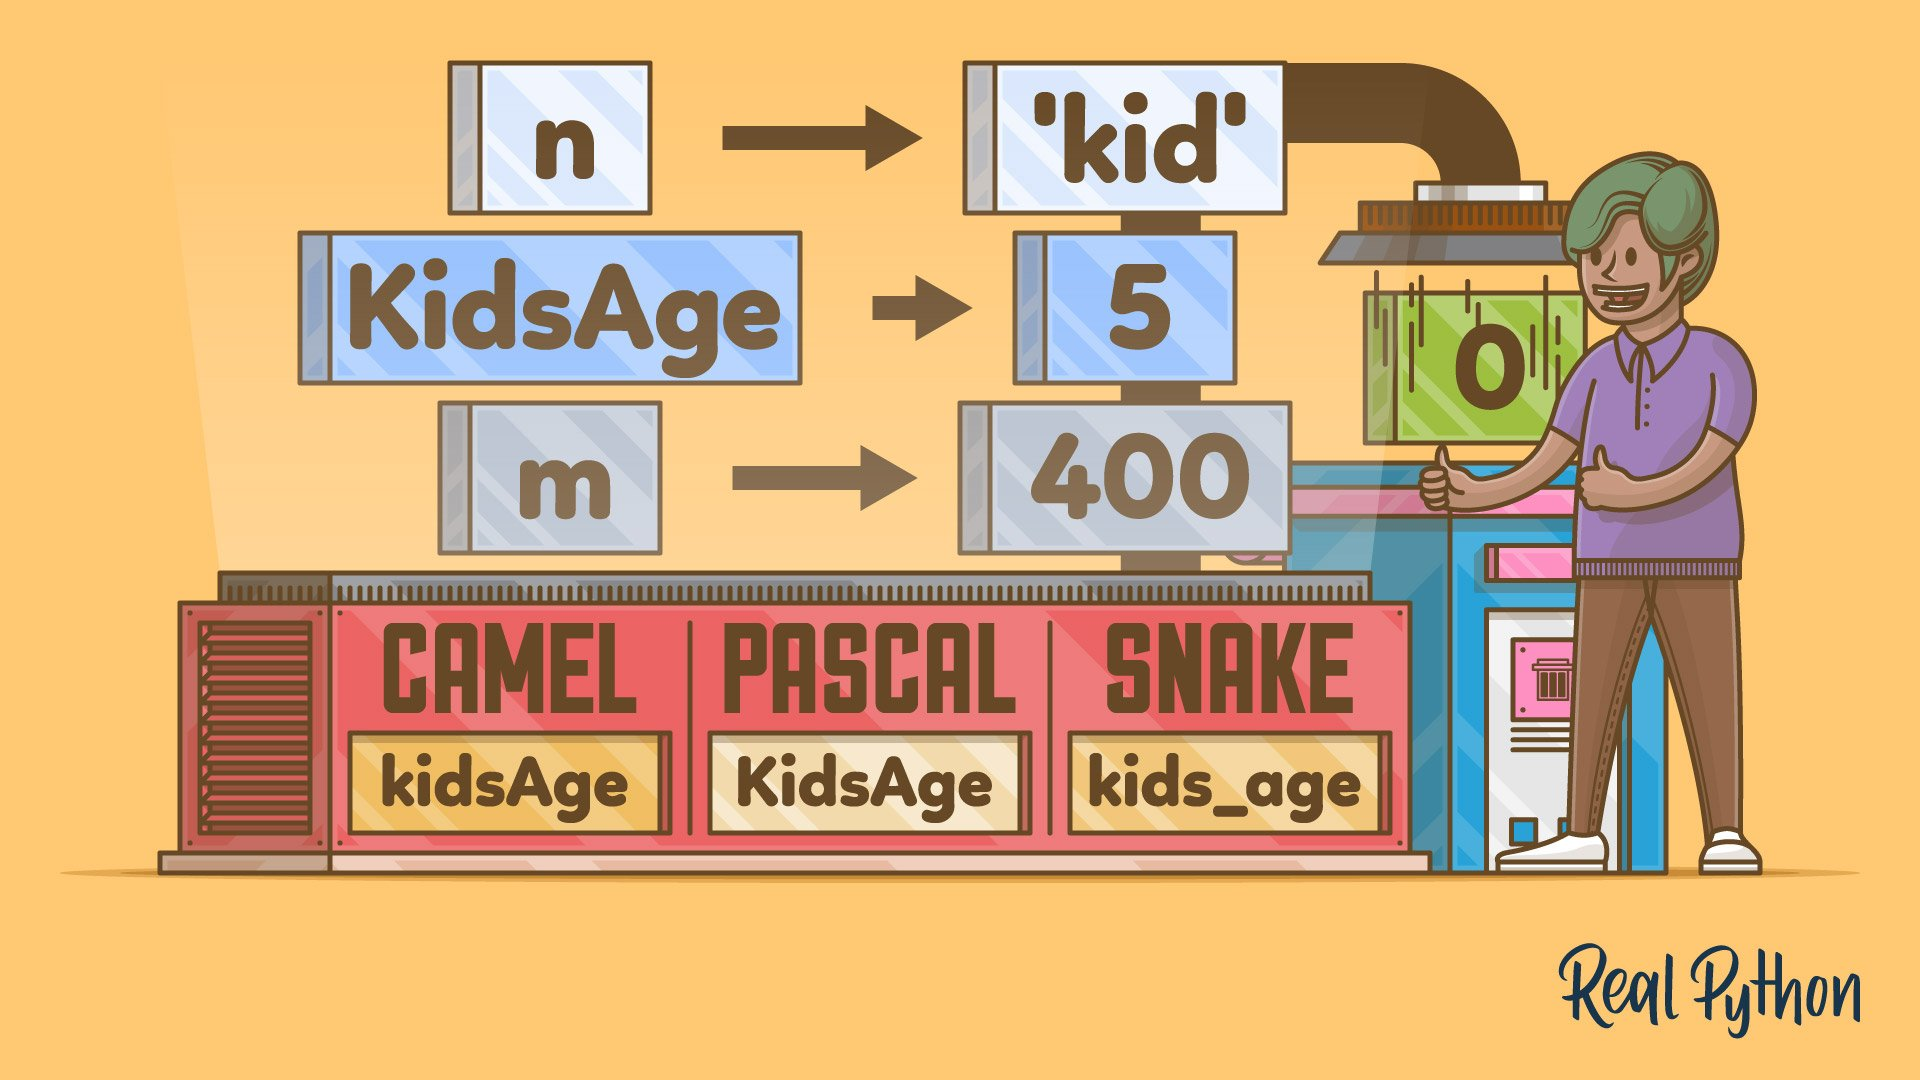 n
'kid'
KidsAge
5
m
400
0
CAMEL
PASCAL
SNAKE
kidsAge
KidsAge
kids_age
Real Python